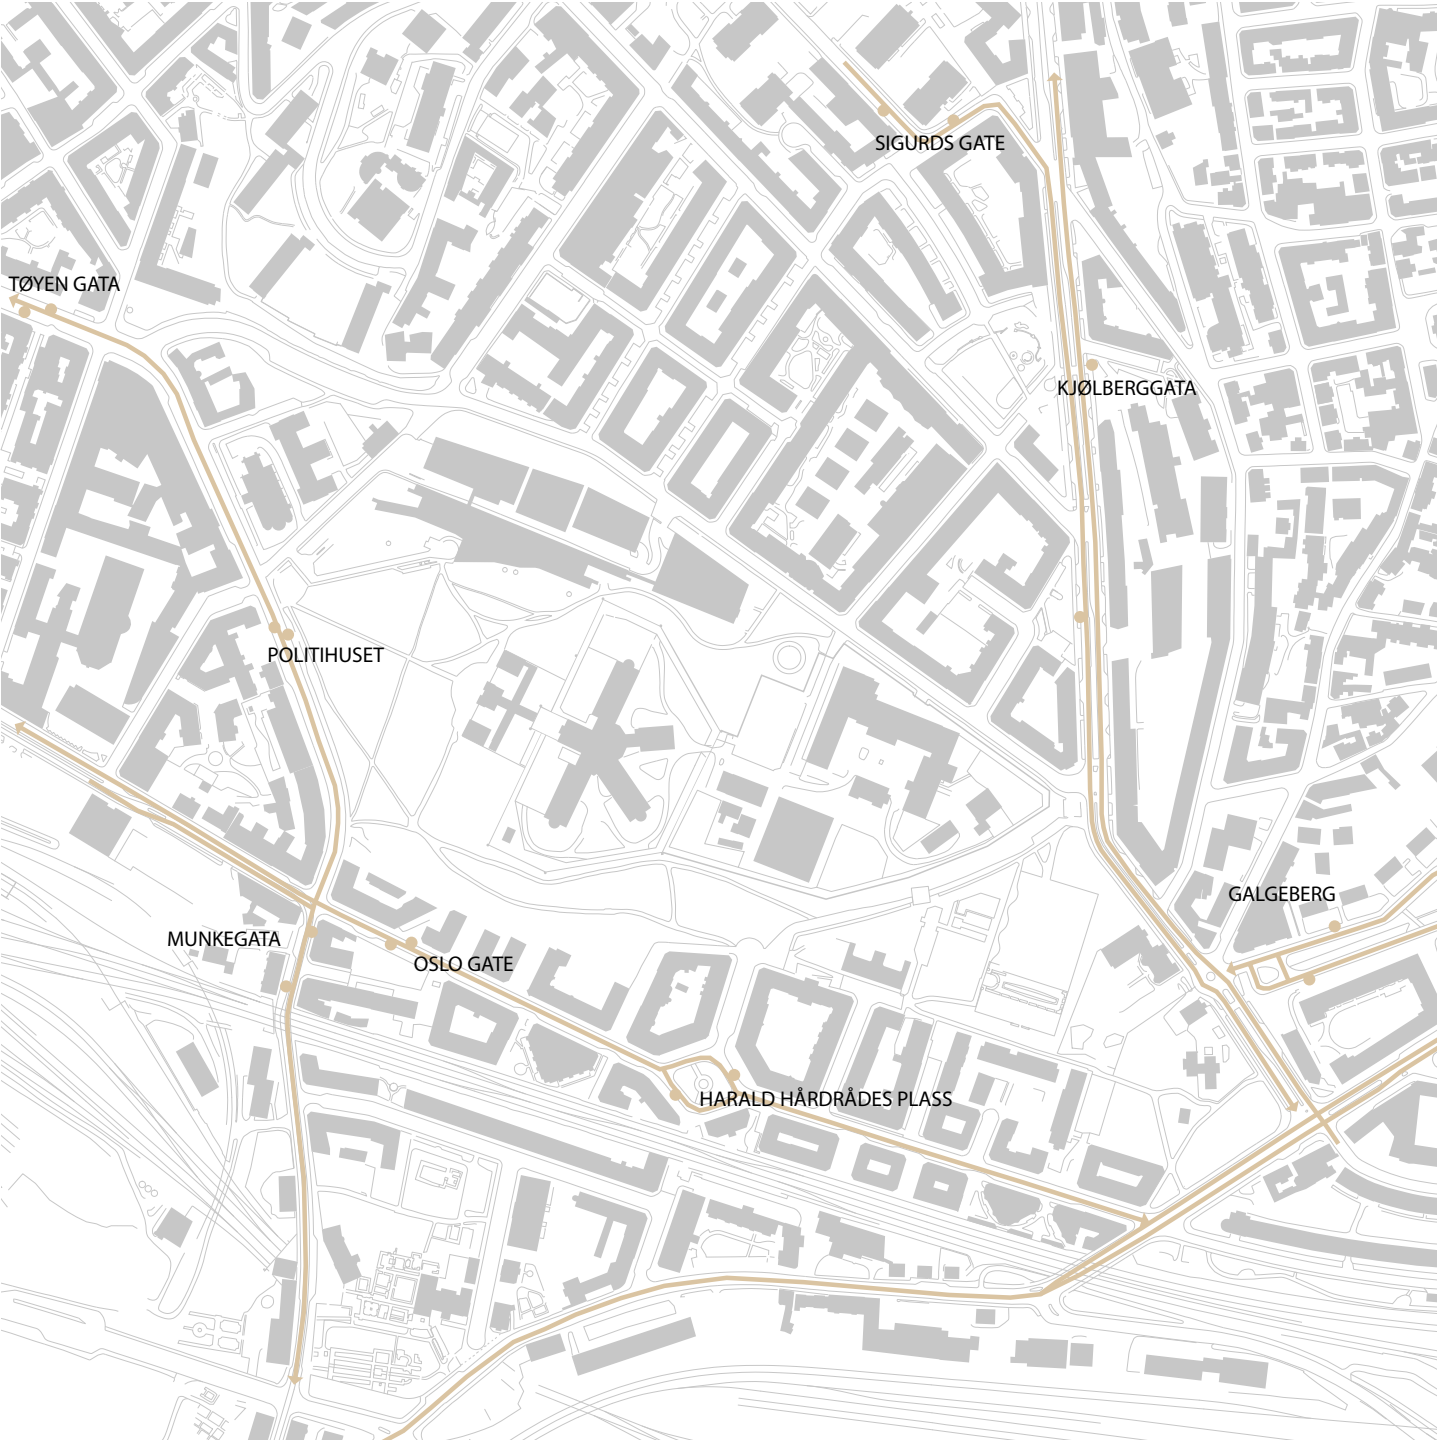 SIGURDS GATE
TØYEN GATA
KJØLBERGGATA
POLITIHUSET
GALGEBERG
MUNKEGATA
OSLO GATE
HARALD HÅRDRÅDES PLASS